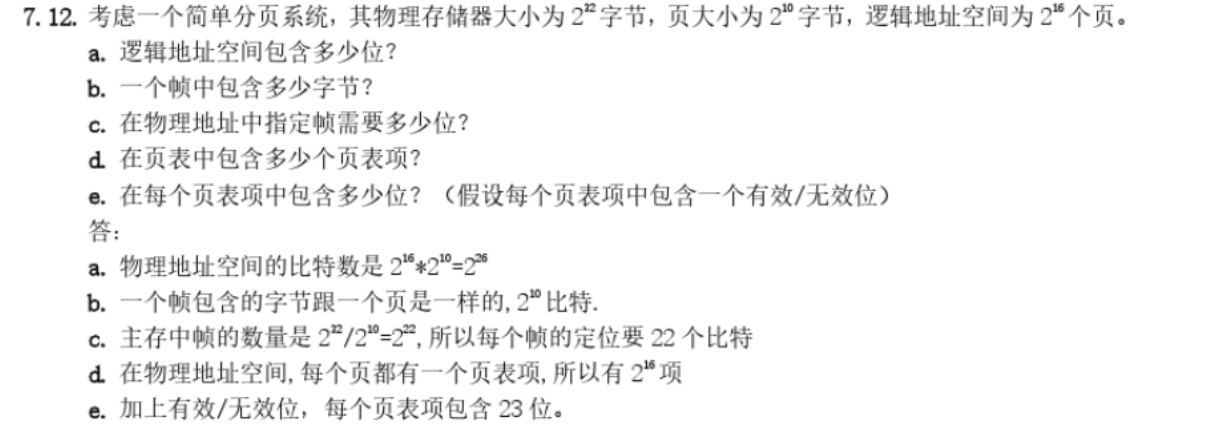 7.12. 考虑一个简单分页系统，其物理存储器大小为 2³² 字节，页大小为 2¹⁰ 字节，逻辑地址空间为 2¹⁶ 个页。
a. 逻辑地址空间包含多少位？
b. 一个帧中包含多少字节？
c. 在物理地址中指定帧需要多少位？
d. 在页表中包含多少个页表项？
e. 在每个页表项中包含多少位？（假设每个页表项中包含一个有效/无效位）
答：
a. 物理地址空间的比特数是 2¹⁶*2¹⁰=2²⁶
b. 一个帧包含的字节跟一个页是一样的, 2¹⁰ 比特.
c. 主存中帧的数量是 2³²/2¹⁰=2²², 所以每个帧的定位要 22 个比特
d. 在物理地址空间, 每个页都有一个页表项, 所以有 2¹⁶ 项
e. 加上有效/无效位，每个页表项包含 23 位。